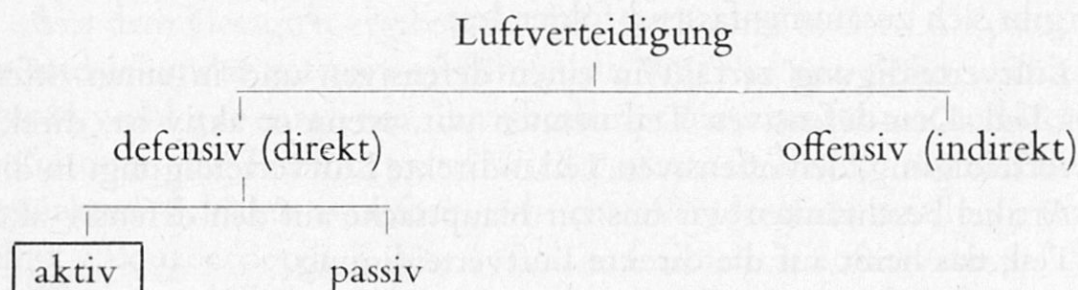 Luftverteidigung
defensiv (direkt) offensiv (indirekt)
aktiv passiv